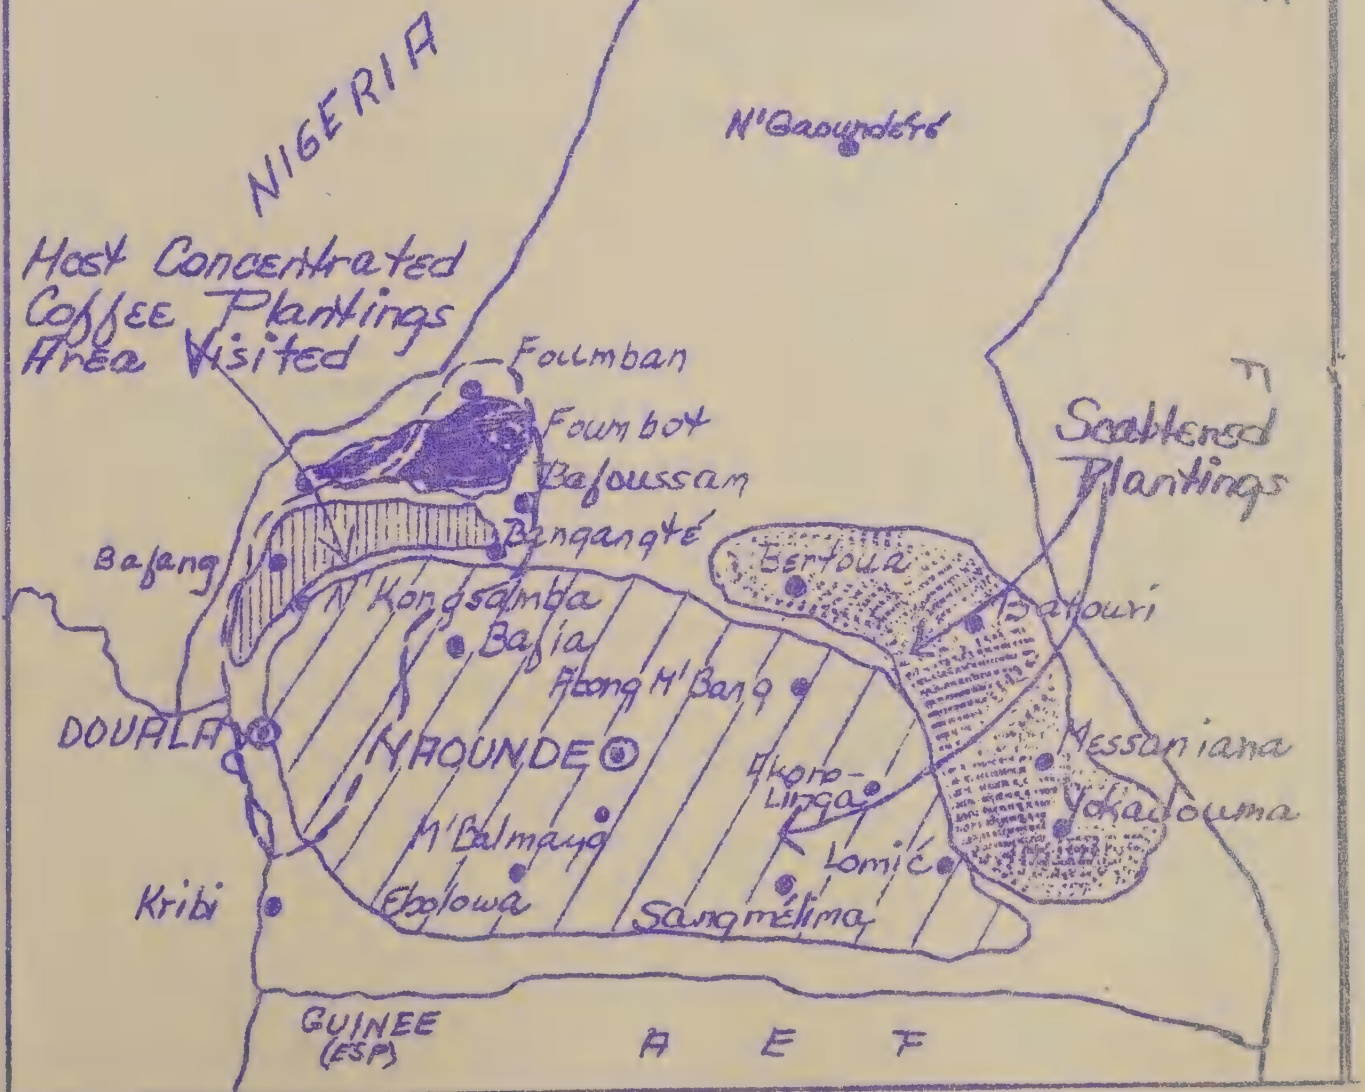 NIGERIA
N'Gaoundéré
Most Concentrated
Coffee Plantings
Area Visited
Foumban
Foumbot
Bafoussam
Bangangté
Bafang
N'Kongsamba
Bafia
Bertoua
Batouri
Scattered
Plantings
Abong M'Bang
DOUALA
YAOUNDE
Akono-
Linga
Messaniana
Yokadouma
M'Balmayo
Lomié
Kribi
Ebolowa
Sangmélima
GUINEE
(ESP)
A E F